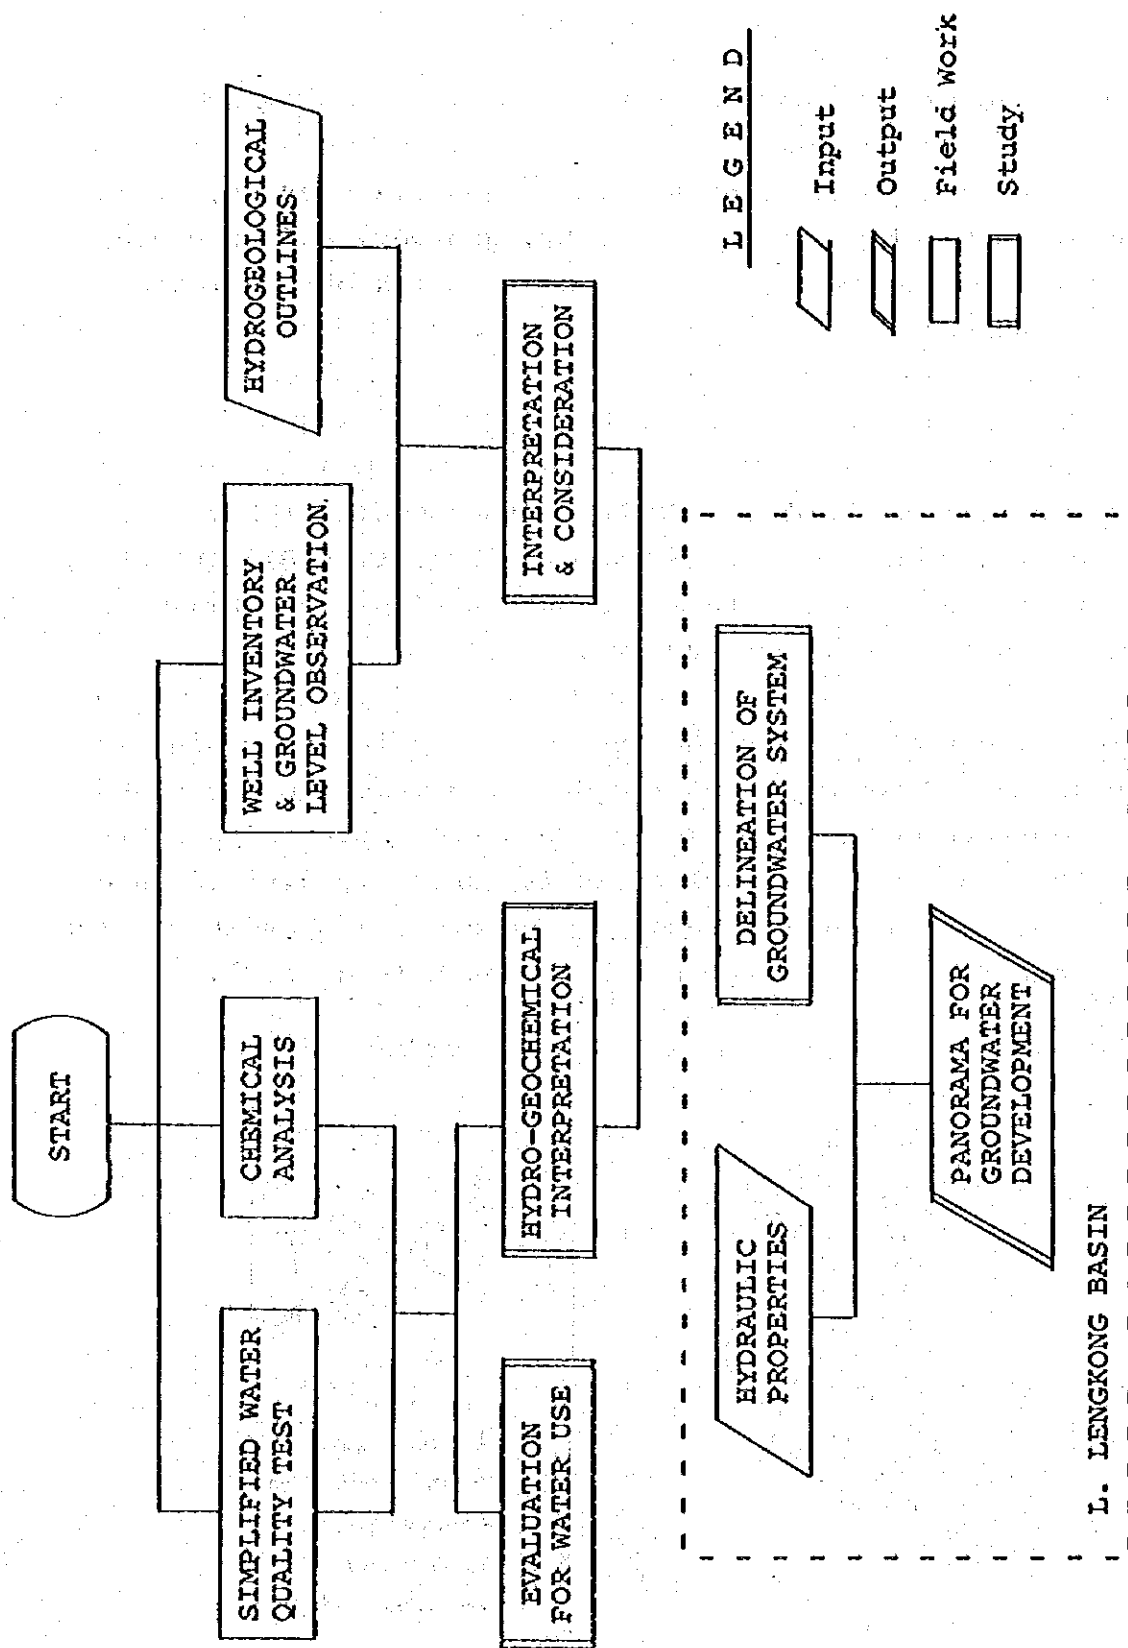 START
SIMPLIFIED WATER
QUALITY TEST
CHEMICAL
ANALYSIS
WELL INVENTORY
& GROUNDWATER
LEVEL OBSERVATION.
HYDROGEOLOGICAL
OUTLINES
EVALUATION
FOR WATER USE
HYDRO-GEOCHEMICAL
INTERPRETATION
INTERPRETATION
& CONSIDERATION
HYDRAULIC
PROPERTIES
DELINEATION OF
GROUNDWATER SYSTEM
PANORAMA FOR
GROUNDWATER
DEVELOPMENT
L. LENGKONG BASIN
LEGEND
Input
Output
Field Work
Study.